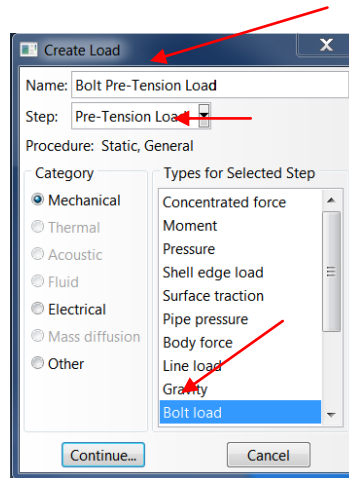 Create Load
X
Name: Bolt Pre-Tension Load
Step: Pre-Tension Load
Procedure: Static, General
Category
Types for Selected Step
Mechanical
Thermal
Acoustic
Fluid
Electrical
Mass diffusion
Other
Concentrated force
Moment
Pressure
Shell edge load
Surface traction
Pipe pressure
Body force
Line load
Gravity
Bolt load
Continue...
Cancel